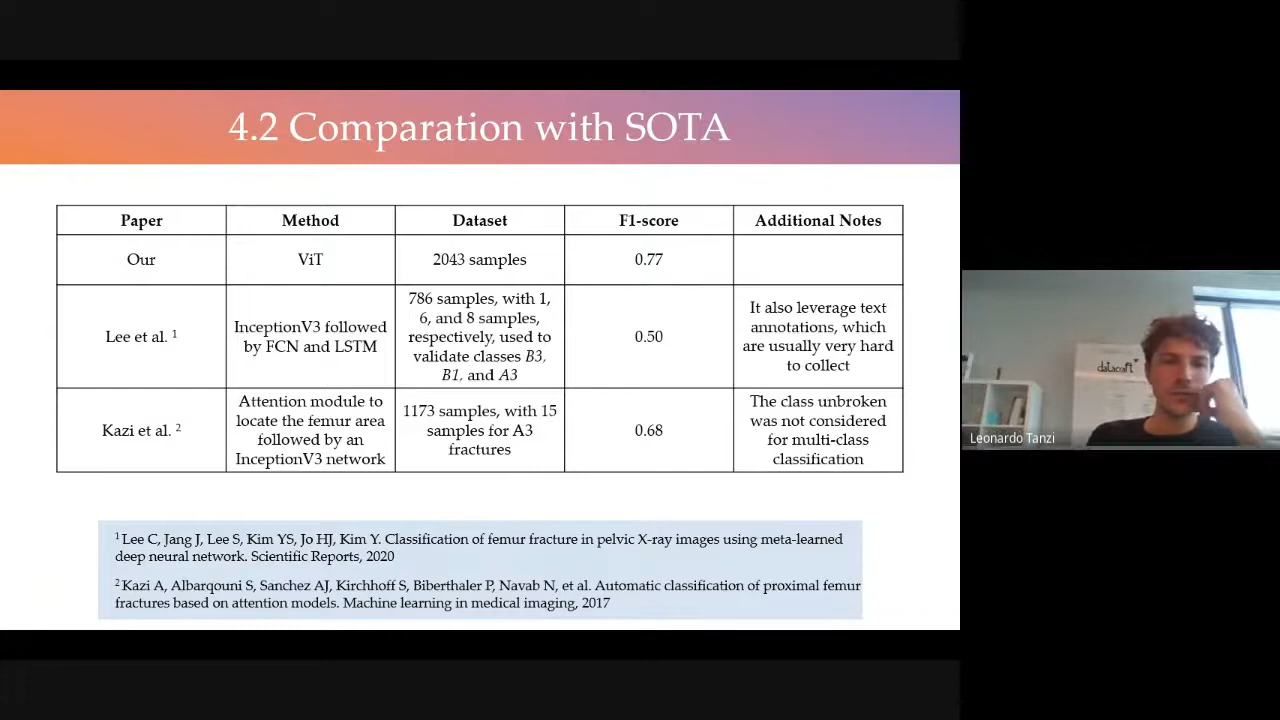 4.2 Comparation with SOTA
Paper
Method
Dataset
F1-score
Additional Notes
Our
ViT
2043 samples
0.77
Lee et al. 1
InceptionV3 followed
by FCN and LSTM
786 samples, with 1,
6, and 8 samples,
respectively, used to
validate classes B3,
B1, and A3
0.50
It also leverage text
annotations, which
are usually very hard
to collect
Kazi et al. 2
Attention module to
locate the femur area
followed by an
InceptionV3 network
1173 samples, with 15
samples for A3
fractures
0.68
The class unbroken
was not considered
for multi-class
classification
1 Lee C, Jang J, Lee S, Kim YS, Jo HJ, Kim Y. Classification of femur fracture in pelvic X-ray images using meta-learned
deep neural network. Scientific Reports, 2020
2 Kazi A, Albarqouni S, Sanchez AJ, Kirchhoff S, Biberthaler P, Navab N, et al. Automatic classification of proximal femur
fractures based on attention models. Machine learning in medical imaging, 2017
datacraft
Leonardo Tanzi